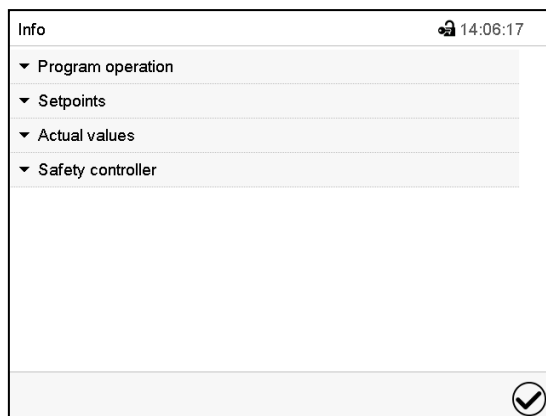 Info 14:06:17
Program operation
Setpoints
Actual values
Safety controller